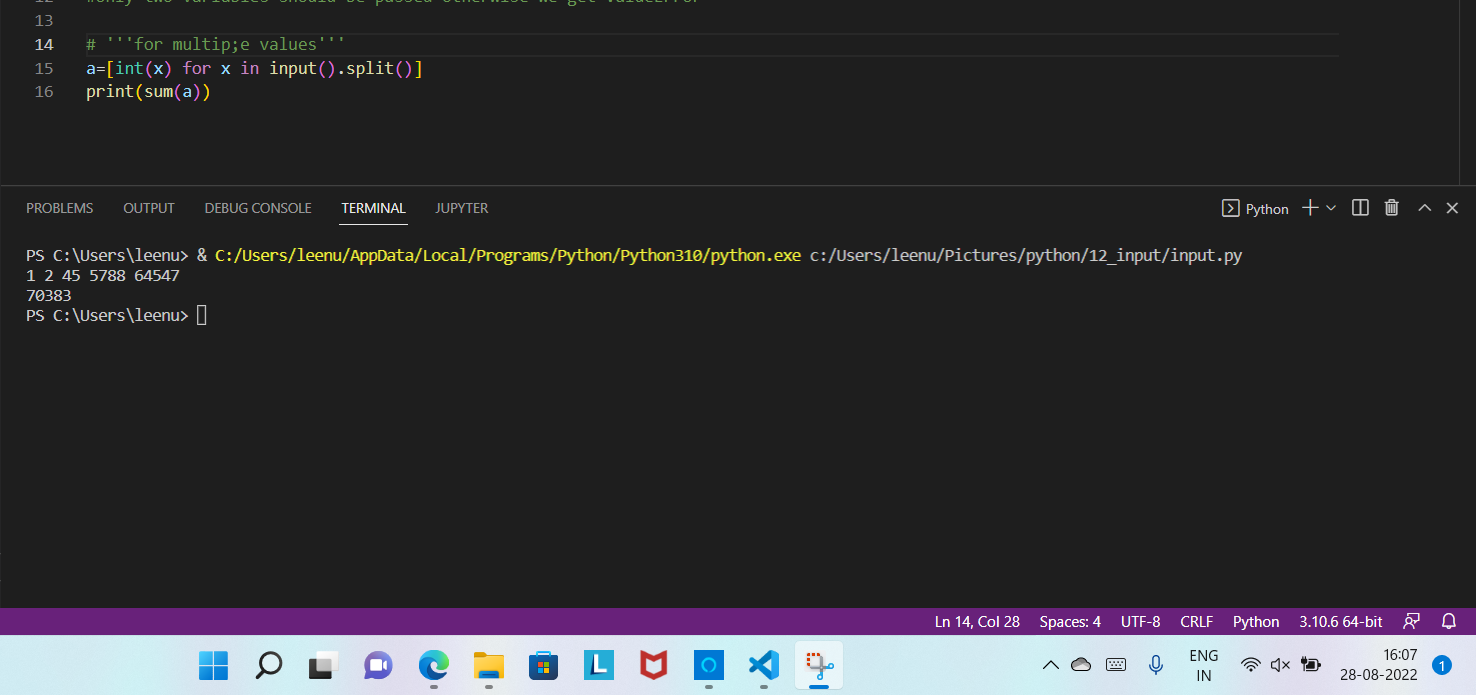 #only two variables should be passed otherwise we get ValueError
13
14 # '''for multip;e values'''
15 a=[int(x) for x in input().split()]
16 print(sum(a))
PROBLEMS OUTPUT DEBUG CONSOLE TERMINAL JUPYTER Python
PS C:\Users\leenu> & C:/Users/leenu/AppData/Local/Programs/Python/Python310/python.exe c:/Users/leenu/Pictures/python/12_input/input.py
1 2 45 5788 64547
70383
PS C:\Users\leenu>
Ln 14, Col 28 Spaces: 4 UTF-8 CRLF Python 3.10.6 64-bit
L ENG IN 16:07
28-08-2022 1